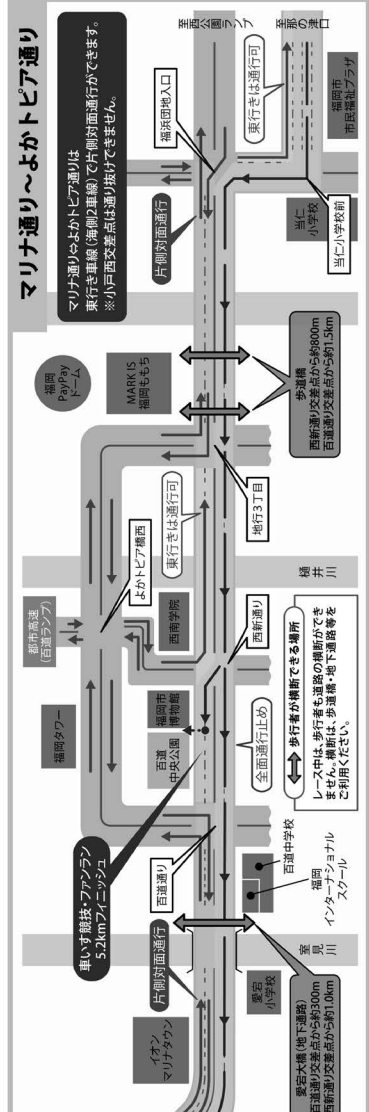 マリナ通り～よかトピア通り
マリナ通り⇔よかトピア通りは
東行き車線(海側2車線)で片側対面通行ができます。
※小戸西交差点は通り抜けできません。
至西公園ランプ
至那の津口
福浜団地入口
東行きは通行可
福岡市
市民福祉プラザ
片側対面通行
当仁
小学校
当仁小学校前
福岡
PayPay
ドーム
MARK IS
福岡ももち
歩道橋
西新通り交差点から約800m
百道通り交差点から約1.5km
地行3丁目
東行きは通行可
よかトピア橋西
樋井川
都市高速
(百道ランプ)
西南学院
西新通り
福岡タワー
福岡市
博物館
百道
中央公園
全面通行止め
歩行者が横断できる場所
レース中は、歩行者も道路の横断ができ
ません。横断は、歩道橋・地下通路等を
ご利用ください。
車いす競技・ファンラン
5.2kmフィニッシュ
百道通り
百道中学校
福岡
インターナショナル
スクール
片側対面通行
室見川
イオン
マリナタウン
愛宕
小学校
愛宕大橋(地下通路)
百道通り交差点から約300m
西新通り交差点から約1.0km